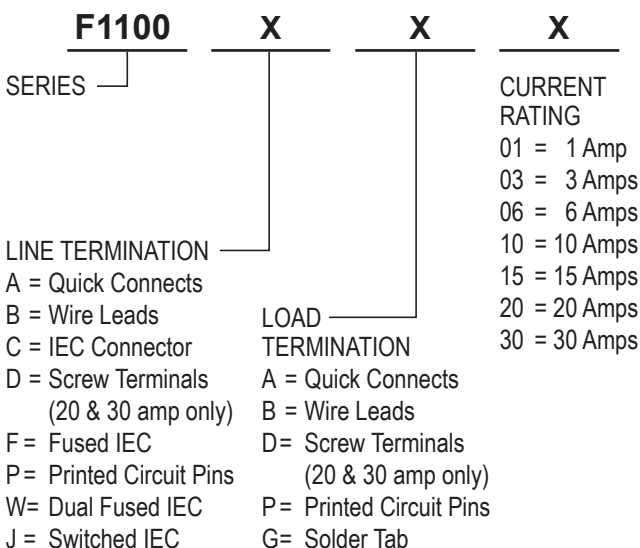 F1100 X X X
SERIES
CURRENT
RATING
01 = 1 Amp
03 = 3 Amps
06 = 6 Amps
10 = 10 Amps
15 = 15 Amps
20 = 20 Amps
30 = 30 Amps
LINE TERMINATION
A = Quick Connects
B = Wire Leads
C = IEC Connector
D = Screw Terminals
(20 & 30 amp only)
F = Fused IEC
P = Printed Circuit Pins
W= Dual Fused IEC
J = Switched IEC
LOAD
TERMINATION
A = Quick Connects
B = Wire Leads
D= Screw Terminals
(20 & 30 amp only)
P = Printed Circuit Pins
G= Solder Tab